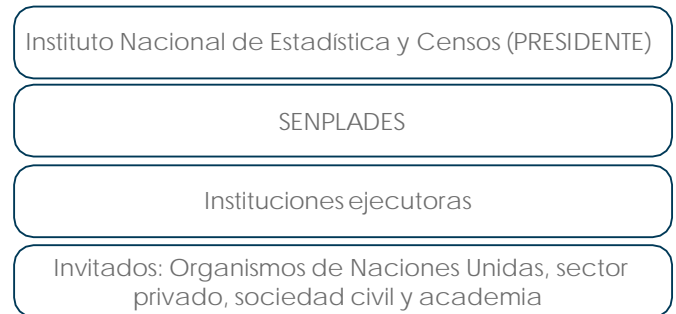 Instituto Nacional de Estadística y Censos (PRESIDENTE)
SENPLADES
Instituciones ejecutoras
Invitados: Organismos de Naciones Unidas, sector
privado, sociedad civil y academia